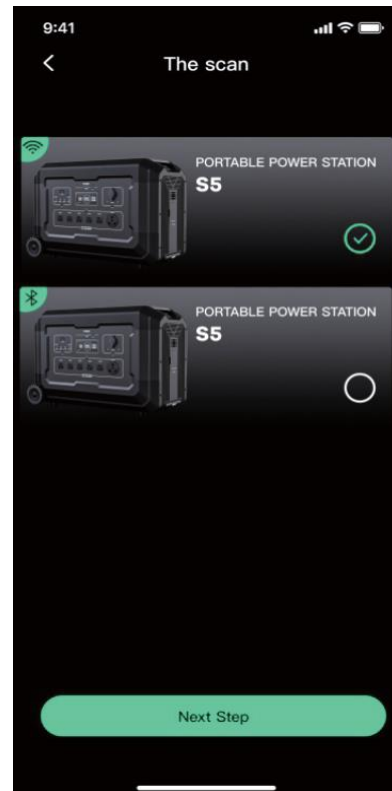 9:41
The scan
PORTABLE POWER STATION
S5
PORTABLE POWER STATION
S5
Next Step